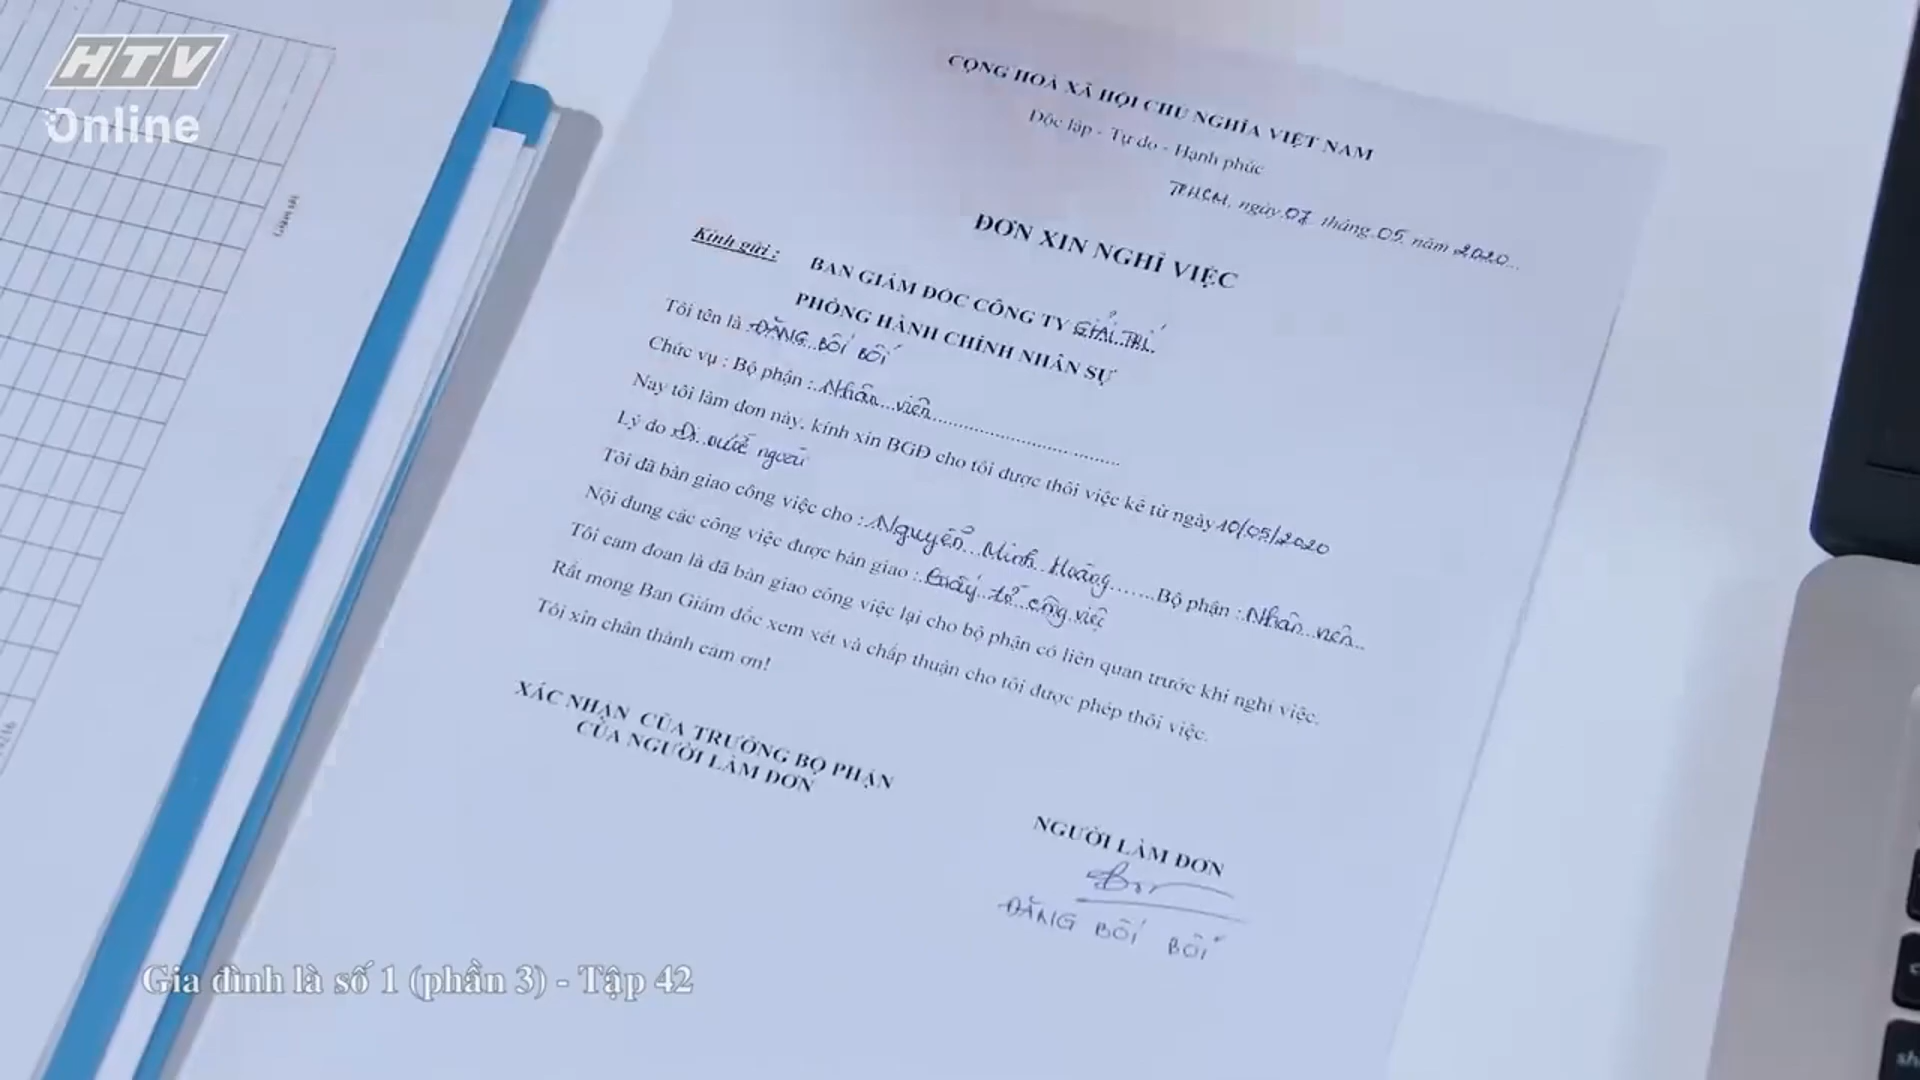 HTV
Online
CỘNG HOÀ XÃ HỘI CHỦ NGHĨA VIỆT NAM
Độc lập - Tự do - Hạnh phúc
TPHCM, ngày 07 tháng 05 năm 2020...
ĐƠN XIN NGHỈ VIỆC
Kính gửi :
BAN GIÁM ĐỐC CÔNG TY GIẢI TRÍ
PHÒNG HÀNH CHÍNH NHÂN SỰ
Tôi tên là : ĐĂNG BỐI BỐI
Chức vụ : Bộ phận : Nhân viên
Nay tôi làm đơn này, kính xin BGĐ cho tôi được thôi việc kể từ ngày 10/05/2020
Lý do Đi nước ngoài
Tôi đã bàn giao công việc cho : Nguyễn Minh Hoàng Bộ phận : Nhân viên
Nội dung các công việc được bàn giao : Giấy tờ công việc
Tôi cam đoan là đã bàn giao công việc lại cho bộ phận có liên quan trước khi nghỉ việc.
Rất mong Ban Giám đốc xem xét và chấp thuận cho tôi được phép thôi việc.
Tôi xin chân thành cảm ơn!
XÁC NHẬN CỦA TRƯỞNG BỘ PHẬN
CỦA NGƯỜI LÀM ĐƠN
NGƯỜI LÀM ĐƠN
ĐĂNG BỐI BỐI
Gia đình là số 1 (phần 3) - Tập 42